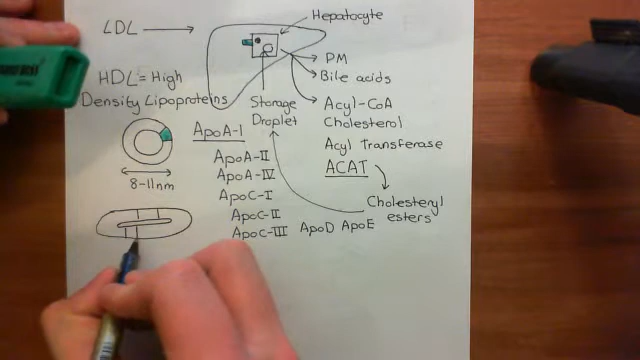 LDL
Hepatocyte
PM
Bile acids
HDL = High
Density Lipoproteins
Storage
Droplet
Acyl-CoA
Cholesterol
Acyl Transferase
ACAT
Cholesteryl
esters
ApoA-I
ApoA-II
ApoA-IV
ApoC-I
ApoC-II
ApoC-III ApoD ApoE
8-11nm